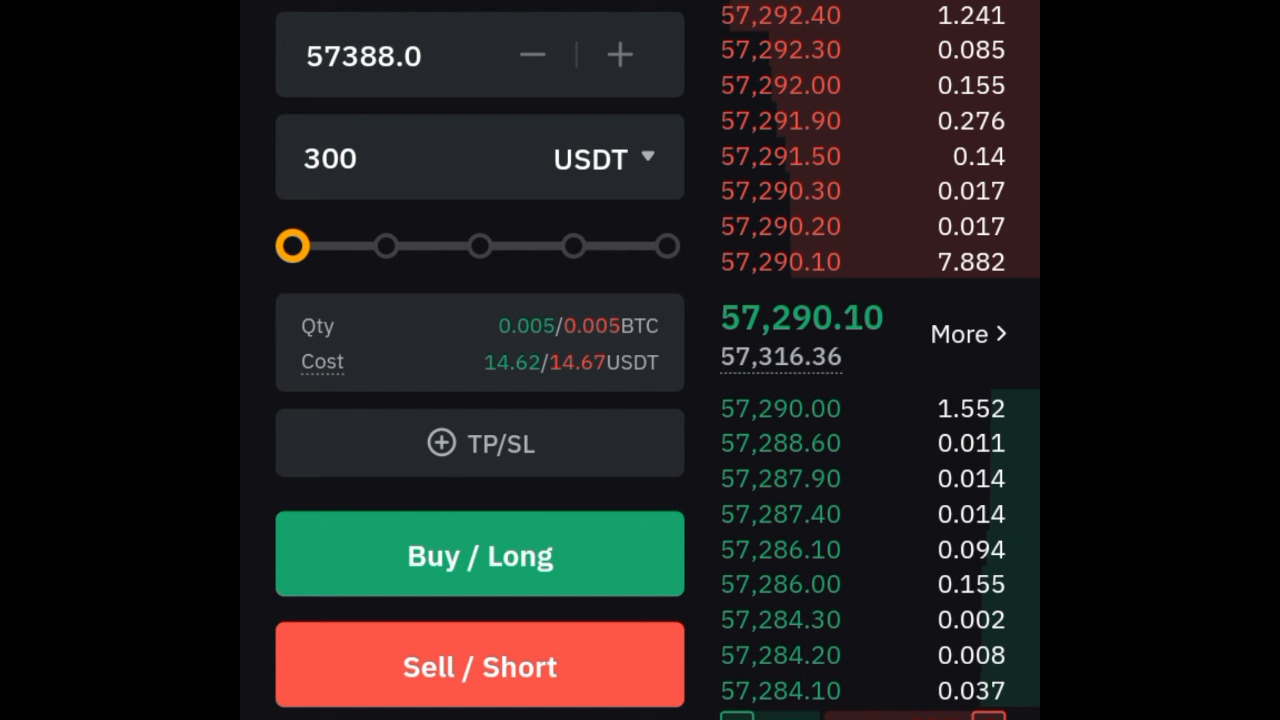 57388.0
300 USDT
Qty 0.005/0.005BTC
Cost 14.62/14.67USDT
TP/SL
Buy / Long
Sell / Short
57,292.40 1.241
57,292.30 0.085
57,292.00 0.155
57,291.90 0.276
57,291.50 0.14
57,290.30 0.017
57,290.20 0.017
57,290.10 7.882
57,290.10
57,316.36
More
57,290.00 1.552
57,288.60 0.011
57,287.90 0.014
57,287.40 0.014
57,286.10 0.094
57,286.00 0.155
57,284.30 0.002
57,284.20 0.008
57,284.10 0.037